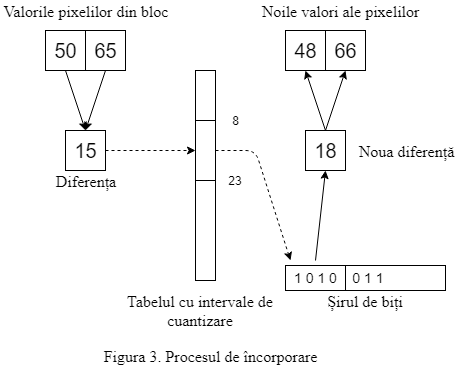 Valorile pixelilor din bloc
Noile valori ale pixelilor
50 65
48 66
8
15
18
Noua diferență
Diferența
23
1 0 1 0 0 1 1
Tabelul cu intervale de
cuantizare
Șirul de biți
Figura 3. Procesul de încorporare